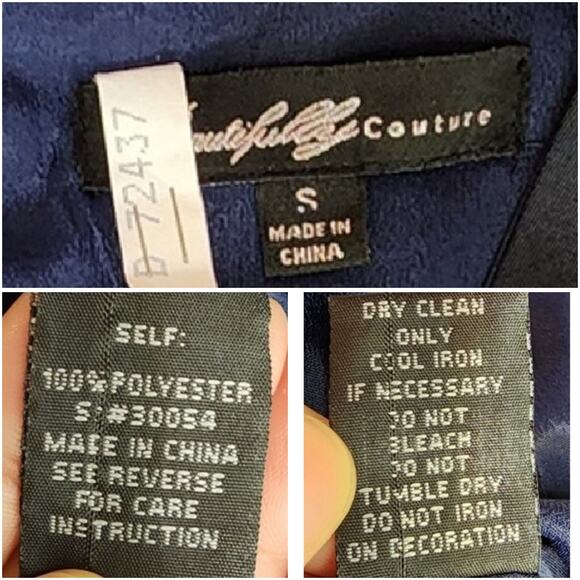 D-72437
Couture
S
MADE IN
CHINA
SELF:
100% POLYESTER
S #30054
MADE IN CHINA
SEE REVERSE
FOR CARE
INSTRUCTION
DRY CLEAN
ONLY
COOL IRON
IF NECESSARY
DO NOT
BLEACH
DO NOT
TUMBLE DRY
DO NOT IRON
ON DECORATION